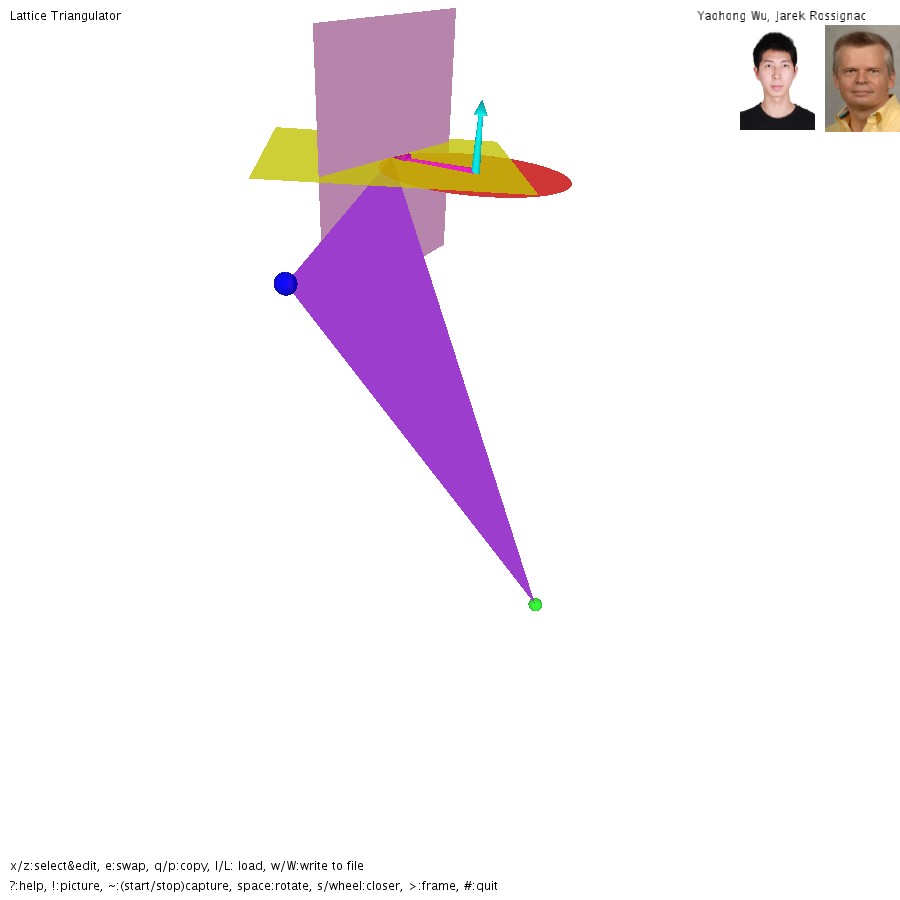 Lattice Triangulator
Yaohong Wu, Jarek Rossignac
x/z:select&edit, e:swap, q/p:copy, l/L: load, w/W:write to file
?:help, !:picture, ~:(start/stop)capture, space:rotate, s/wheel:closer, >:frame, #:quit